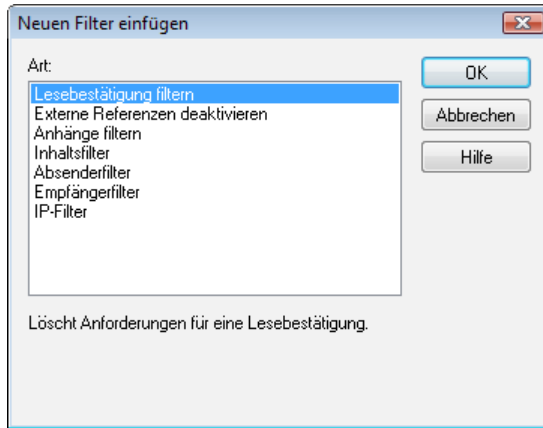 Neuen Filter einfügen
Art:
Lesebestätigung filtern
Externe Referenzen deaktivieren
Anhänge filtern
Inhaltsfilter
Absenderfilter
Empfängerfilter
IP-Filter
OK
Abbrechen
Hilfe
Löscht Anforderungen für eine Lesebestätigung.